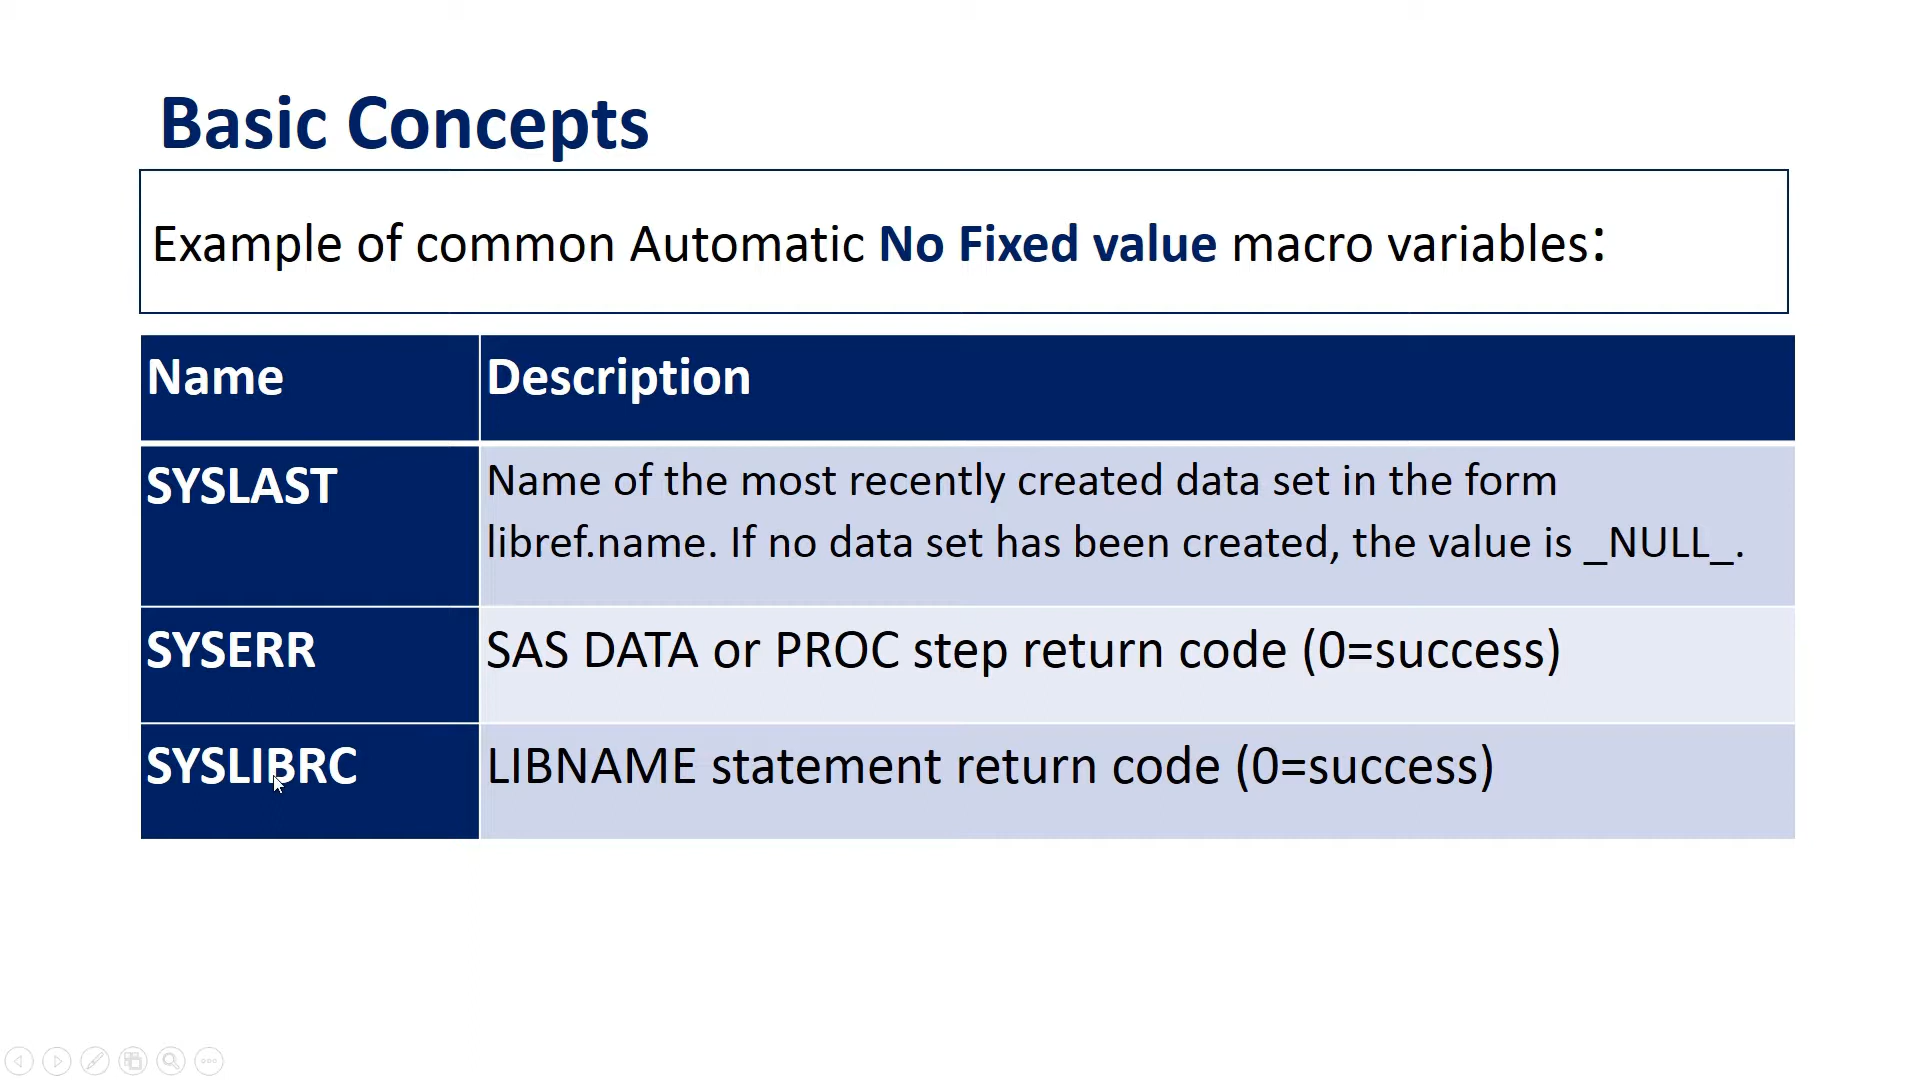 Basic Concepts
Example of common Automatic No Fixed value macro variables:
Name
Description
SYSLAST
Name of the most recently created data set in the form
libref.name. If no data set has been created, the value is _NULL_.
SYSERR
SAS DATA or PROC step return code (0=success)
SYSLIBRC
LIBNAME statement return code (0=success)